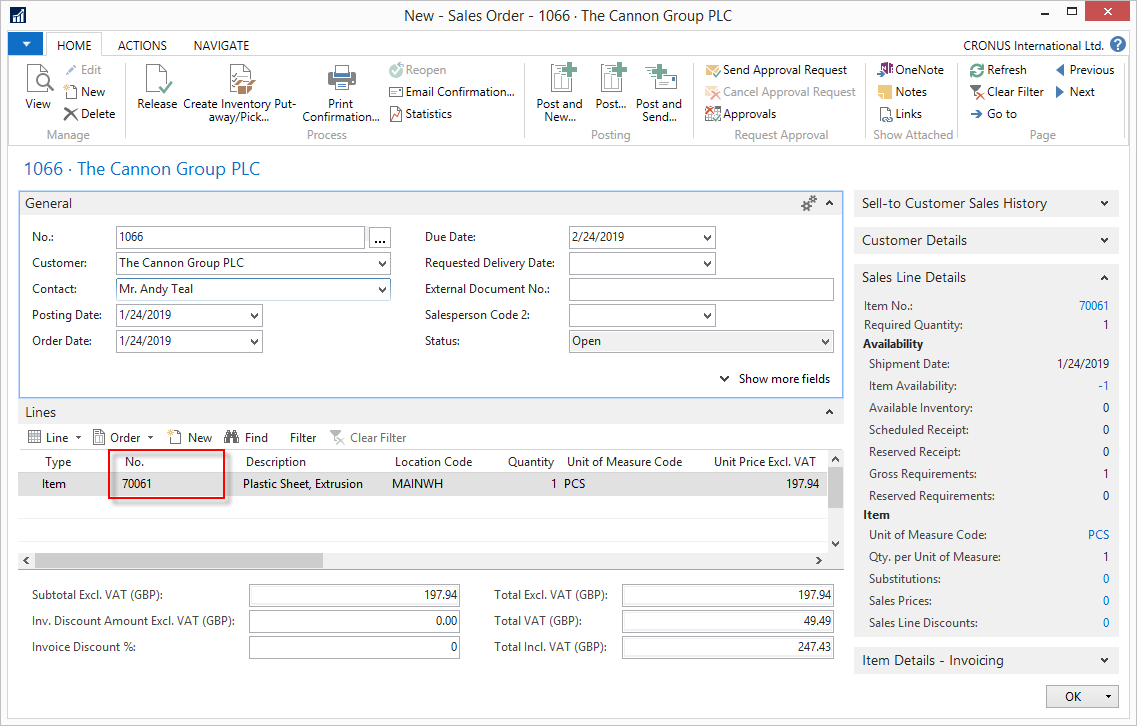 New - Sales Order - 1066 · The Cannon Group PLC
HOME ACTIONS NAVIGATE CRONUS International Ltd. ?
View Edit New Delete
Manage
Release Create Inventory Put-away/Pick... Print Confirmation... Reopen Email Confirmation... Statistics
Process
Post and New... Post... Post and Send...
Posting
Send Approval Request Cancel Approval Request Approvals
Request Approval
OneNote Notes Links
Show Attached
Refresh Clear Filter Go to Previous Next
Page
1066 · The Cannon Group PLC
General
No.: 1066 ...
Customer: The Cannon Group PLC
Contact: Mr. Andy Teal
Posting Date: 1/24/2019
Order Date: 1/24/2019
Due Date: 2/24/2019
Requested Delivery Date:
External Document No.:
Salesperson Code 2:
Status: Open
Show more fields
Lines
Line Order New Find Filter Clear Filter
Type No. Description Location Code Quantity Unit of Measure Code Unit Price Excl. VAT
Item 70061 Plastic Sheet, Extrusion MAINWH 1 PCS 197.94
Subtotal Excl. VAT (GBP): 197.94
Inv. Discount Amount Excl. VAT (GBP): 0.00
Invoice Discount %: 0
Total Excl. VAT (GBP): 197.94
Total VAT (GBP): 49.49
Total Incl. VAT (GBP): 247.43
Sell-to Customer Sales History
Customer Details
Sales Line Details
Item No.: 70061
Required Quantity: 1
Availability
Shipment Date: 1/24/2019
Item Availability: -1
Available Inventory: 0
Scheduled Receipt: 0
Reserved Receipt: 0
Gross Requirements: 1
Reserved Requirements: 0
Item
Unit of Measure Code: PCS
Qty. per Unit of Measure: 1
Substitutions: 0
Sales Prices: 0
Sales Line Discounts: 0
Item Details - Invoicing
OK